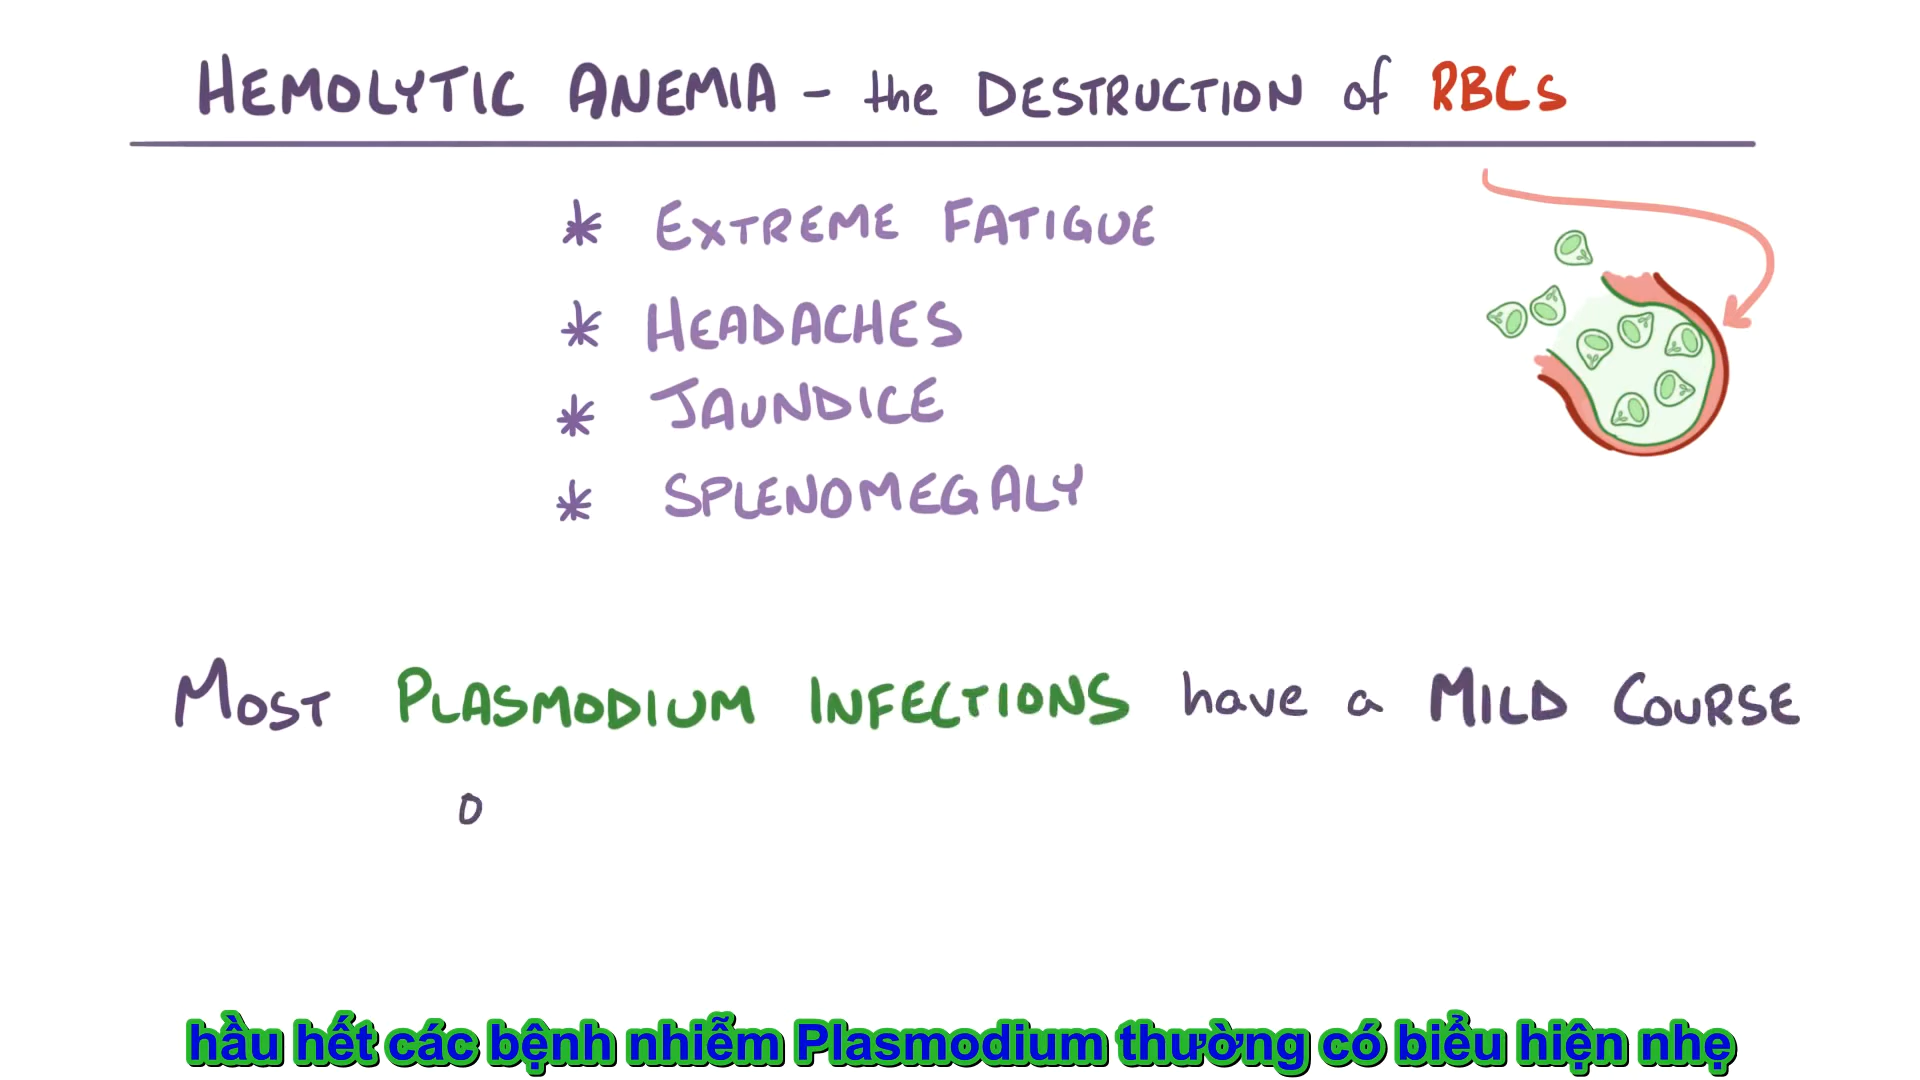 HEMOLYTIC ANEMIA - the DESTRUCTION of RBCs
* EXTREME FATIGUE
* HEADACHES
* JAUNDICE
* SPLENOMEGALY
MOST PLASMODIUM INFECTIONS have a MILD COURSE
o
hầu hết các bệnh nhiễm Plasmodium thường có biểu hiện nhẹ